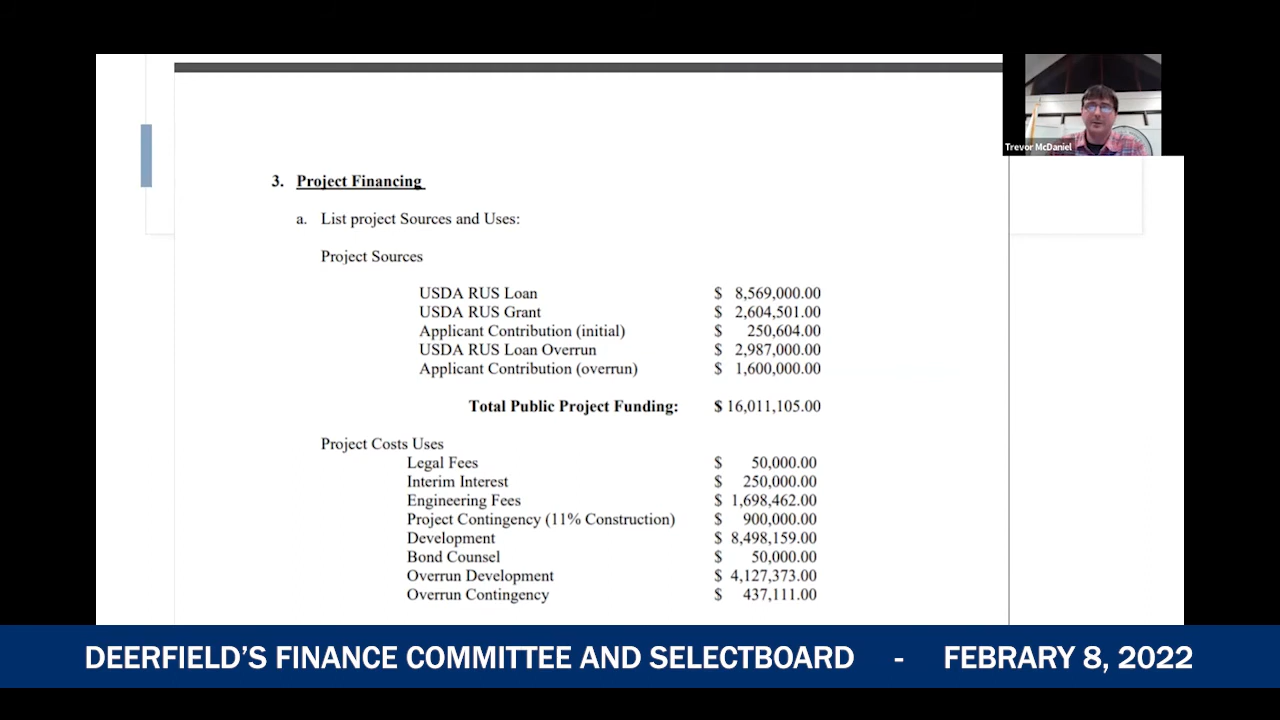 Trevor McDaniel
3. Project Financing
a. List project Sources and Uses:
Project Sources
USDA RUS Loan $ 8,569,000.00
USDA RUS Grant $ 2,604,501.00
Applicant Contribution (initial) $ 250,604.00
USDA RUS Loan Overrun $ 2,987,000.00
Applicant Contribution (overrun) $ 1,600,000.00
Total Public Project Funding: $ 16,011,105.00
Project Costs Uses
Legal Fees $ 50,000.00
Interim Interest $ 250,000.00
Engineering Fees $ 1,698,462.00
Project Contingency (11% Construction) $ 900,000.00
Development $ 8,498,159.00
Bond Counsel $ 50,000.00
Overrun Development $ 4,127,373.00
Overrun Contingency $ 437,111.00
DEERFIELD'S FINANCE COMMITTEE AND SELECTBOARD - FEBRARY 8, 2022